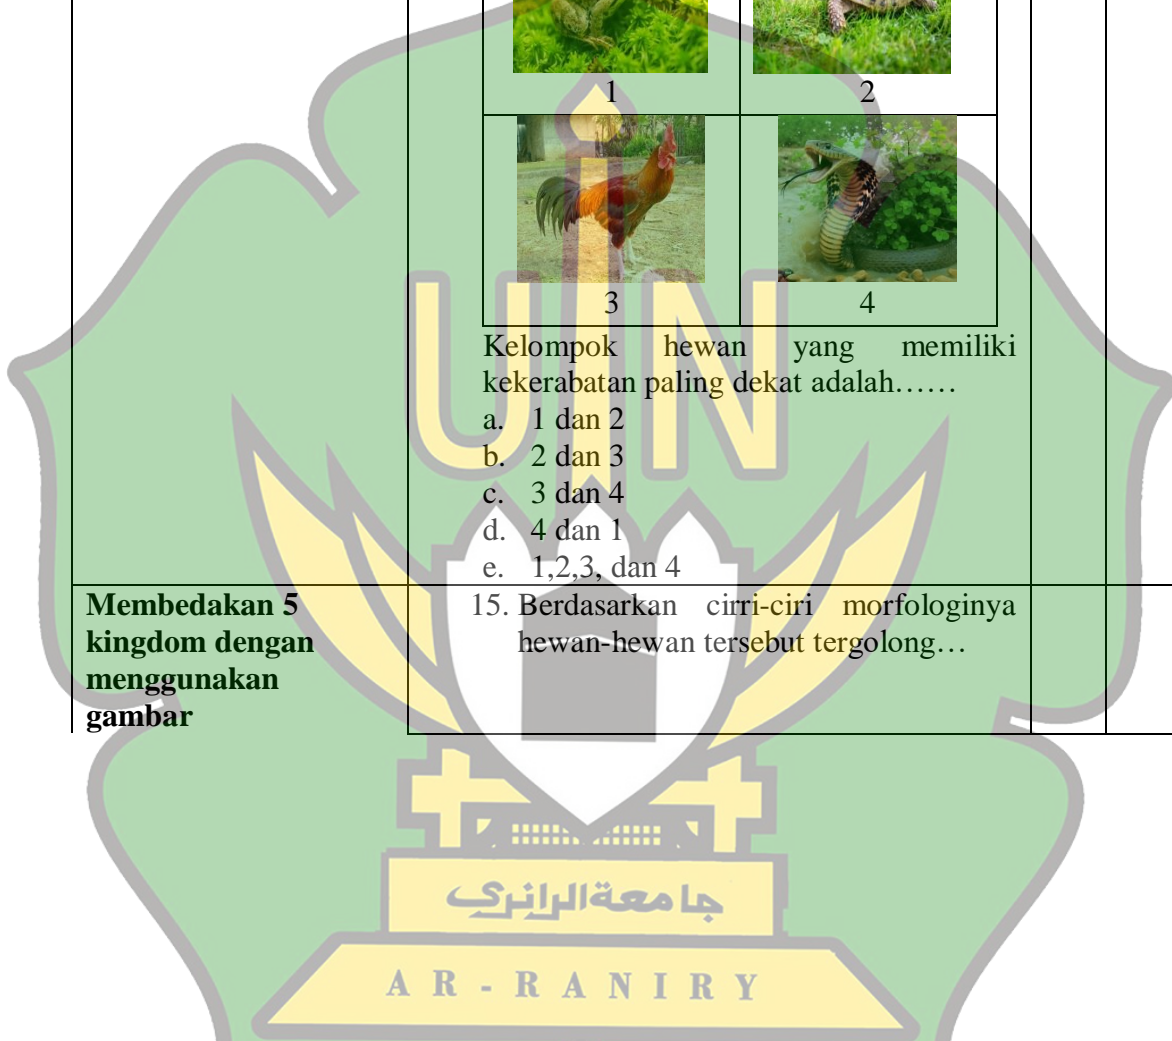 1
2
3
4
Kelompok hewan yang memiliki
kekerabatan paling dekat adalah……
a. 1 dan 2
b. 2 dan 3
c. 3 dan 4
d. 4 dan 1
e. 1,2,3, dan 4
Membedakan 5
kingdom dengan
menggunakan
gambar
15. Berdasarkan cirri-ciri morfologinya
hewan-hewan tersebut tergolong…
UIN
جامعةالرانري
AR-RANIRY